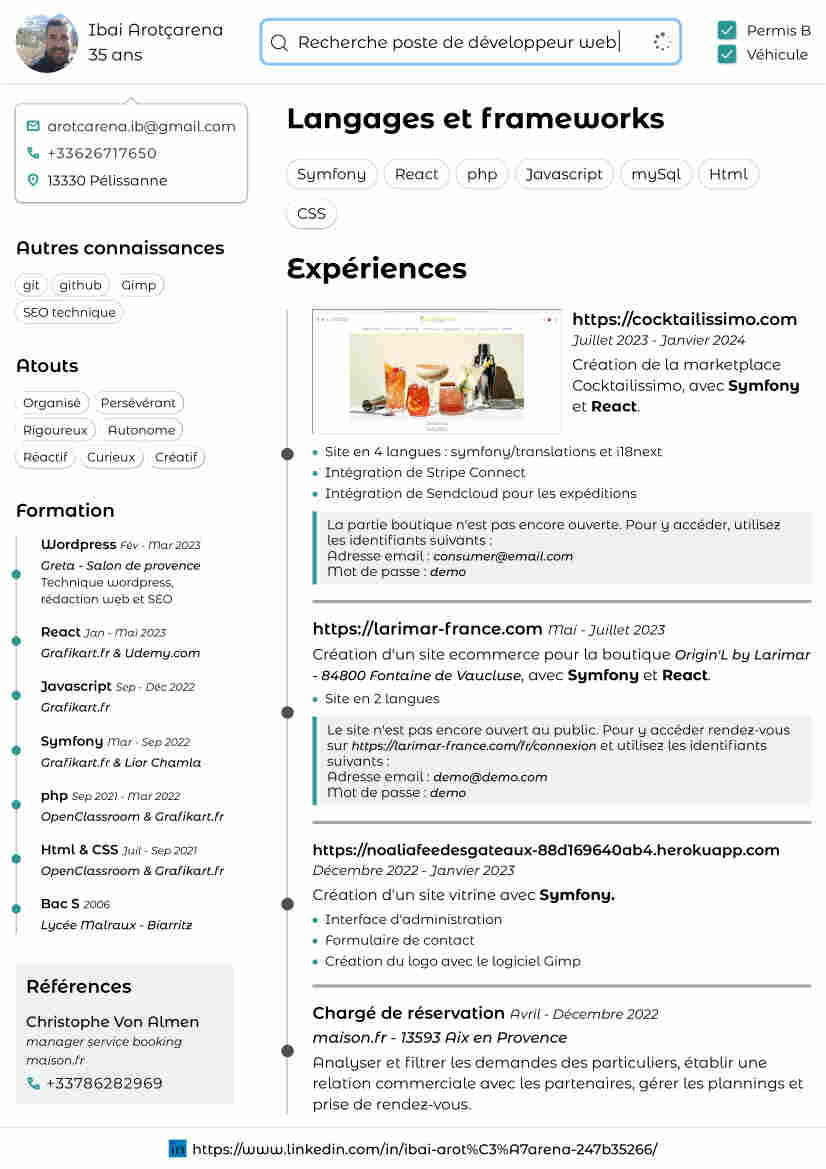 Ibai Arotçarena
35 ans
Recherche poste de développeur web
Permis B
Véhicule
arotcarena.ib@gmail.com
+33626717650
13330 Pélissanne
Autres connaissances
git github Gimp
SEO technique
Atouts
Organisé Persévérant
Rigoureux Autonome
Réactif Curieux Créatif
Formation
Wordpress Fév - Mar 2023
Greta - Salon de provence
Technique wordpress,
rédaction web et SEO
React Jan - Mai 2023
Grafikart.fr & Udemy.com
Javascript Sep - Déc 2022
Grafikart.fr
Symfony Mar - Sep 2022
Grafikart.fr & Lior Chamla
php Sep 2021 - Mar 2022
OpenClassroom & Grafikart.fr
Html & CSS Juil - Sep 2021
OpenClassroom & Grafikart.fr
Bac S 2006
Lycée Malraux - Biarritz
Références
Christophe Von Almen
manager service booking
maison.fr
+33786282969
Langages et frameworks
Symfony React php Javascript mySql Html
CSS
Expériences
https://cocktailissimo.com
Juillet 2023 - Janvier 2024
Création de la marketplace
Cocktailissimo, avec Symfony
et React.
Site en 4 langues : symfony/translations et i18next
Intégration de Stripe Connect
Intégration de Sendcloud pour les expéditions
La partie boutique n'est pas encore ouverte. Pour y accéder, utilisez
les identifiants suivants :
Adresse email : consumer@email.com
Mot de passe : demo
https://larimar-france.com Mai - Juillet 2023
Création d'un site ecommerce pour la boutique Origin'L by Larimar
- 84800 Fontaine de Vaucluse, avec Symfony et React.
Site en 2 langues
Le site n'est pas encore ouvert au public. Pour y accéder rendez-vous
sur https://larimar-france.com/fr/connexion et utilisez les identifiants
suivants :
Adresse email : demo@demo.com
Mot de passe : demo
https://noaliafeedesgateaux-88d169640ab4.herokuapp.com
Décembre 2022 - Janvier 2023
Création d'un site vitrine avec Symfony.
Interface d'administration
Formulaire de contact
Création du logo avec le logiciel Gimp
Chargé de réservation Avril - Décembre 2022
maison.fr - 13593 Aix en Provence
Analyser et filtrer les demandes des particuliers, établir une
relation commerciale avec les partenaires, gérer les plannings et
prise de rendez-vous.
in https://www.linkedin.com/in/ibai-arot%C3%A7arena-247b35266/